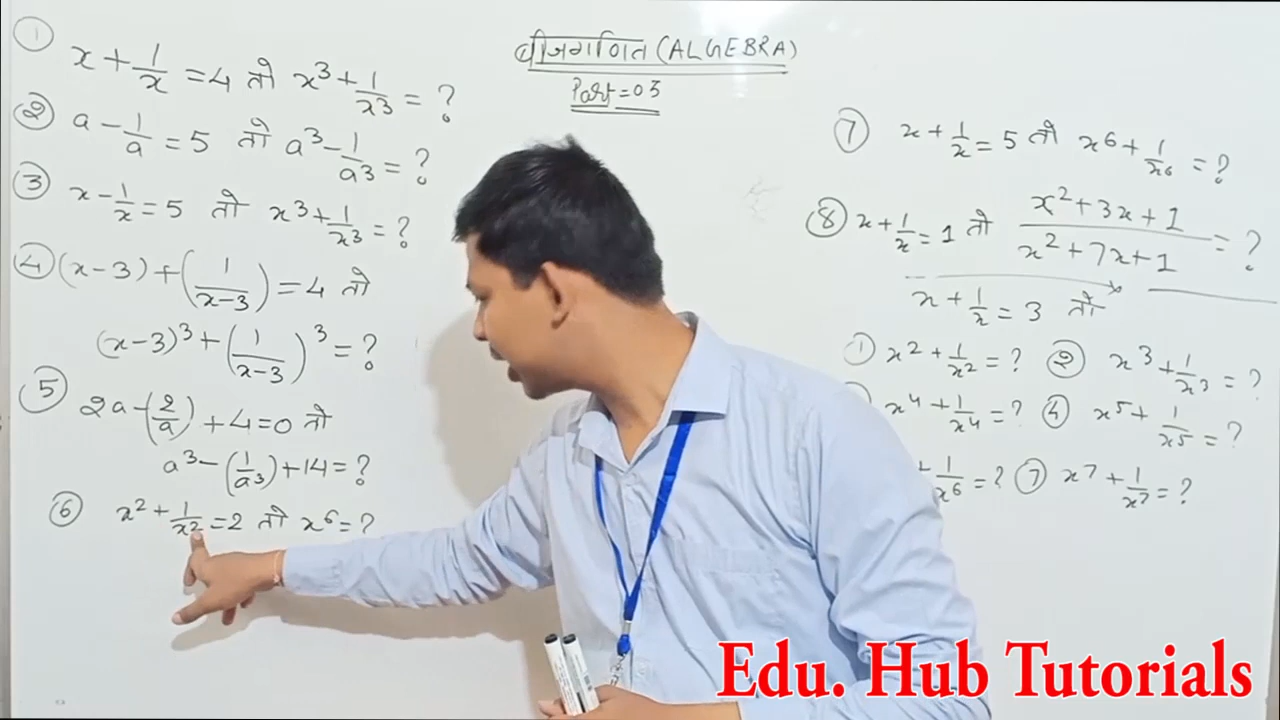 बीजगणित (ALGEBRA)
Part = 03
① x + 1/x = 4 तो x³ + 1/x³ = ?
② a - 1/a = 5 तो a³ - 1/a³ = ?
③ x - 1/x = 5 तो x³ + 1/x³ = ?
④ (x-3) + (1/(x-3)) = 4 तो
(x-3)³ + (1/(x-3))³ = ?
⑤ 2a - (2/a) + 4 = 0 तो
a³ - (1/a³) + 14 = ?
⑥ x² + 1/x² = 2 तो x⁶ = ?
⑦ x + 1/x = 5 तो x⁶ + 1/x⁶ = ?
⑧ x + 1/x = 1 तो (x² + 3x + 1)/(x² + 7x + 1) = ?
x + 1/x = 3 तो
① x² + 1/x² = ? ② x³ + 1/x³ = ?
x⁴ + 1/x⁴ = ? ④ x⁵ + 1/x⁵ = ?
+ 1/x⁶ = ? ⑦ x⁷ + 1/x⁷ = ?
Edu. Hub Tutorials